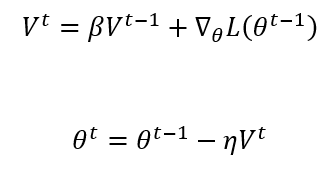 V^t = βV^{t−1} + ∇_θ L(θ^{t−1})
θ^t = θ^{t−1} − ηV^t